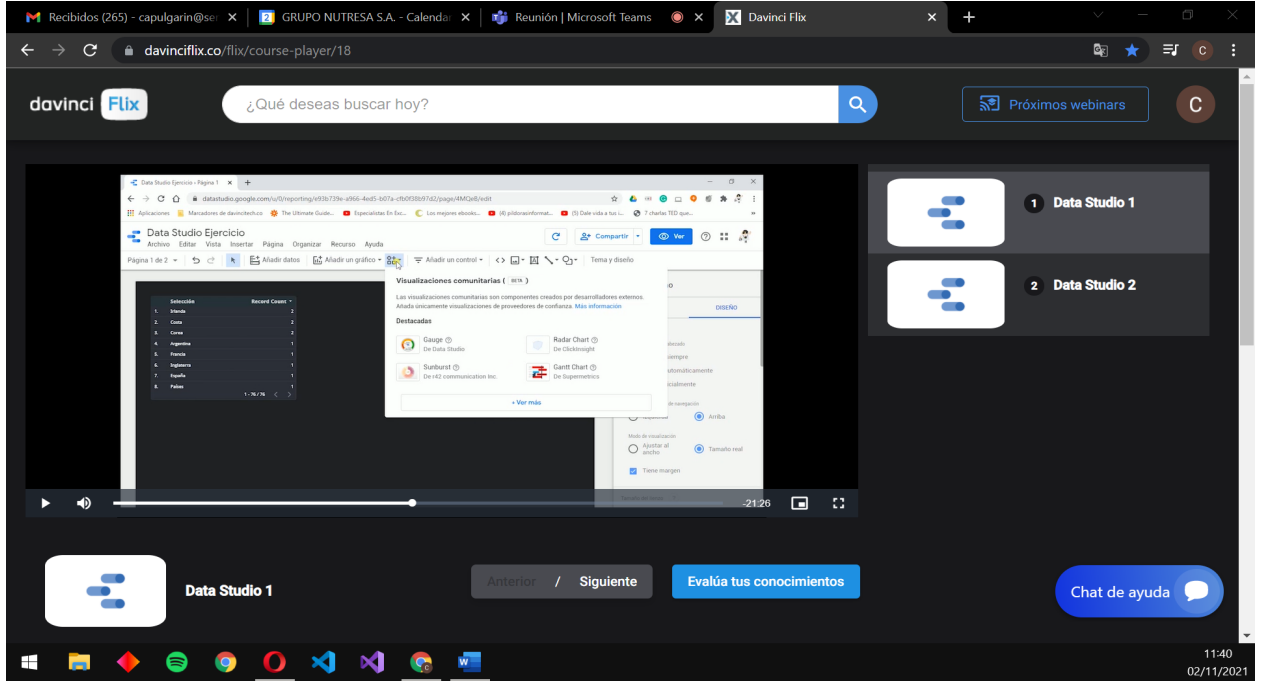 Recibidos (265) - capulgarin@ser
GRUPO NUTRESA S.A. - Calendar
Reunión | Microsoft Teams
Davinci Flix
davinciflix.co/flix/course-player/18
C
davinci Flix
¿Qué deseas buscar hoy?
Próximos webinars
C
Data Studio Ejercicio - Página 1
datastudio.google.com/u/0/reporting/e93b739e-a966-4ed5-b07a-cfb0f38b97d2/page/4MQeB/edit
Aplicaciones
Marcadores de davincitech.co
The Ultimate Guide...
Especialistas En Exc...
Los mejores ebooks...
(4) pildorasinformat...
(5) Dale vida a tus i...
7 charlas TED que...
Data Studio Ejercicio
Archivo Editar Vista Insertar Página Organizar Recurso Ayuda
Compartir
Ver
Página 1 de 2
Añadir datos
Añadir un gráfico
Añade un control
Tema y diseño
Selección Record Count
1. Irlanda 2
2. Costa 2
3. Corea 2
4. Argentina 1
5. Francia 1
6. Inglaterra 1
7. España 1
8. Países 1
1 - 76 / 76
Visualizaciones comunitarias ( BETA )
Las visualizaciones comunitarias son componentes creados por desarrolladores externos.
Añada únicamente visualizaciones de proveedores de confianza. Más información
Destacadas
Gauge
De Data Studio
Radar Chart
De ClickInsight
Sunburst
De r42 communication Inc.
Gantt Chart
De Supermetrics
+ Ver más
DISEÑO
Arriba
Modo de visualización
Ajustar al
ancho
Tamaño real
Tiene margen
-21:26
1 Data Studio 1
2 Data Studio 2
Data Studio 1
Anterior / Siguiente
Evalúa tus conocimientos
Chat de ayuda
11:40
02/11/2021